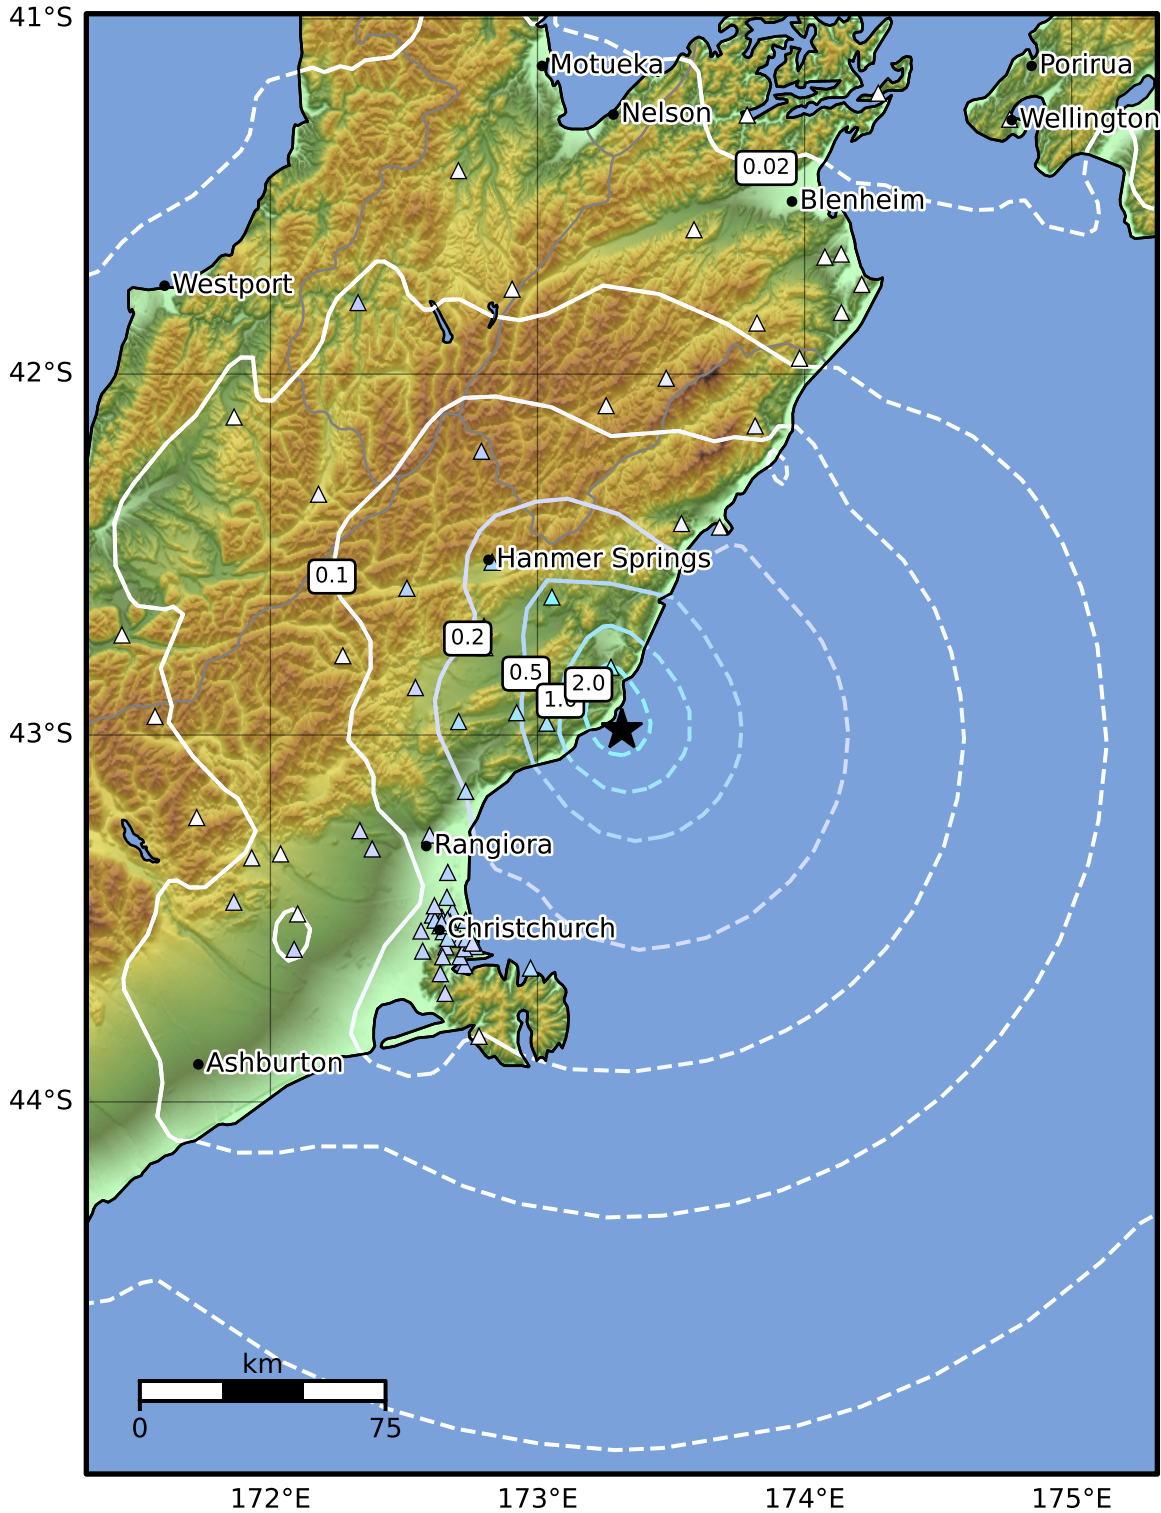 41°S
Motueka
Porirua
Nelson
Wellington
0.02
Blenheim
Westport
42°S
Hanmer Springs
0.1
0.2
0.5
2.0
43°S
Rangiora
Christchurch
Ashburton
44°S
km
0
75
172°E
173°E
174°E
175°E